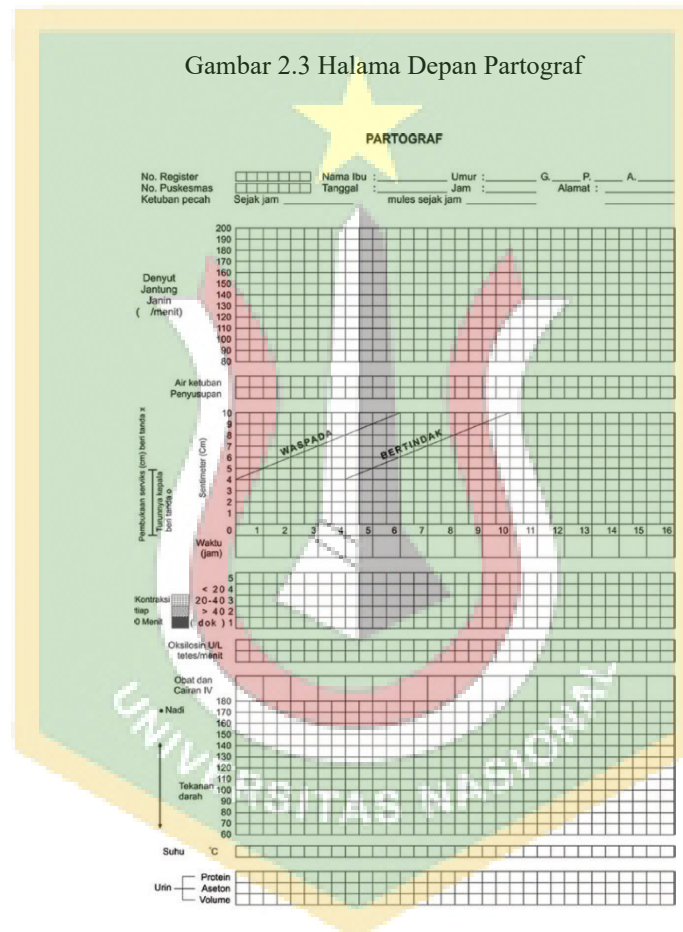 Gambar 2.3 Halama Depan Partograf
PARTOGRAF
No. Register Nama Ibu : Umur : G. P. A.
No. Puskesmas Tanggal : Jam : Alamat :
Ketuban pecah Sejak jam mules sejak jam
200
190
180
170
160
150
140
130
120
110
100
90
80
Denyut
Jantung
Janin
( /menit)
Air ketuban
Penyusupan
Pembukaan serviks (cm) beri tanda x
Turunnya kepala
beri tanda o
Sentimeter (Cm)
10
9
8
7
6
5
4
3
2
1
0
WASPADA
BERTINDAK
1 2 3 4 5 6 7 8 9 10 11 12 13 14 15 16
Waktu
(jam)
Kontraksi
tiap
0 Menit
5
< 20 4
20-40 3
> 40 2
( dok ) 1
Oksilosin U/L
tetes/menit
Obat dan
Cairan IV
Nadi
Tekanan
darah
180
170
160
150
140
130
120
110
100
90
80
70
60
Suhu °C
Urin
Protein
Aseton
Volume
UNIVERSITAS NASIONAL